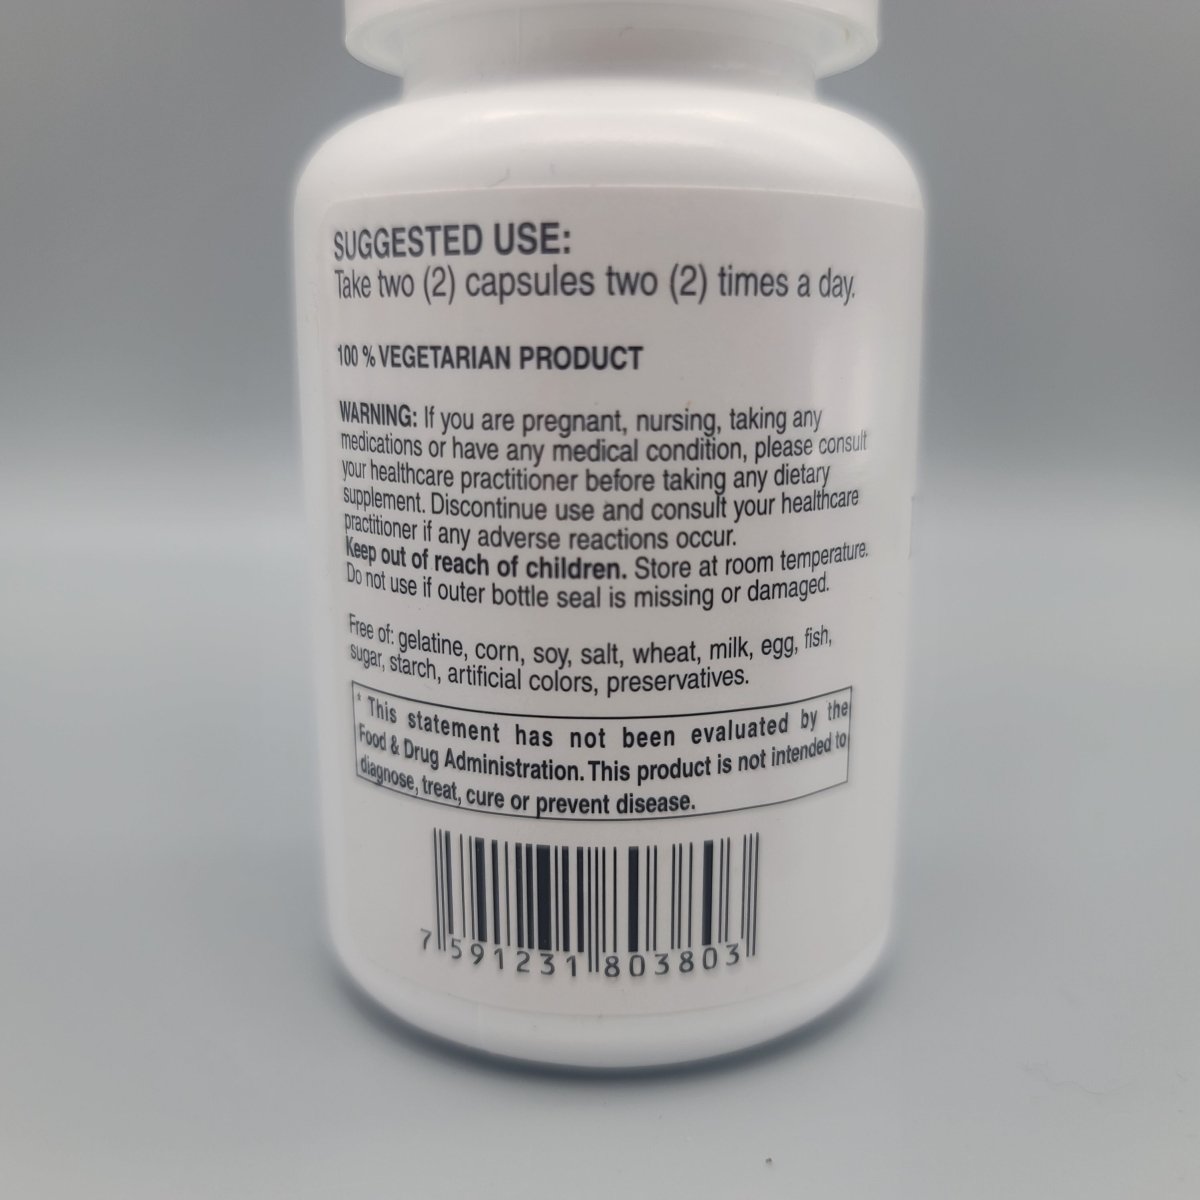 SUGGESTED USE:
Take two (2) capsules two (2) times a day.
100 % VEGETARIAN PRODUCT
WARNING: If you are pregnant, nursing, taking any
medications or have any medical condition, please consult
your healthcare practitioner before taking any dietary
supplement. Discontinue use and consult your healthcare
practitioner if any adverse reactions occur.
Keep out of reach of children. Store at room temperature.
Do not use if outer bottle seal is missing or damaged.
Free of: gelatine, corn, soy, salt, wheat, milk, egg, fish,
sugar, starch, artificial colors, preservatives.
* This statement has not been evaluated by the
Food & Drug Administration. This product is not intended to
diagnose, treat, cure or prevent disease.
7 591231 803803